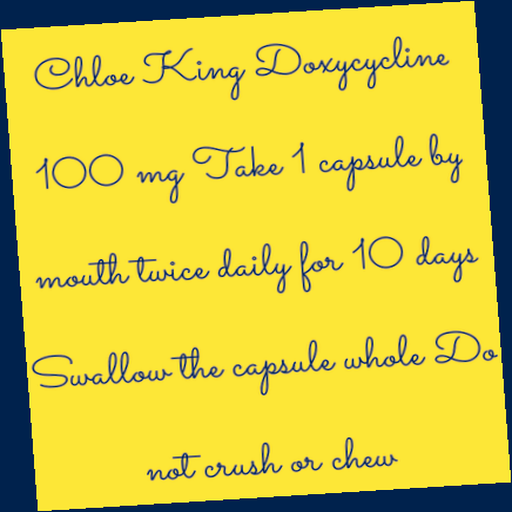 Chloe King Doxycycline
100 mg Take 1 capsule by
mouth twice daily for 10 days
Swallow the capsule whole Do
not crush or chew